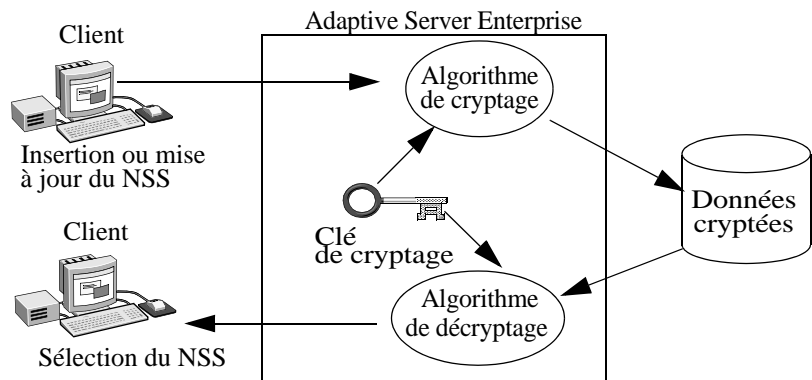 Adaptive Server Enterprise
Client
Algorithme
de cryptage
Insertion ou mise
à jour du NSS
Données
cryptées
Clé
de cryptage
Client
Algorithme
de décryptage
Sélection du NSS